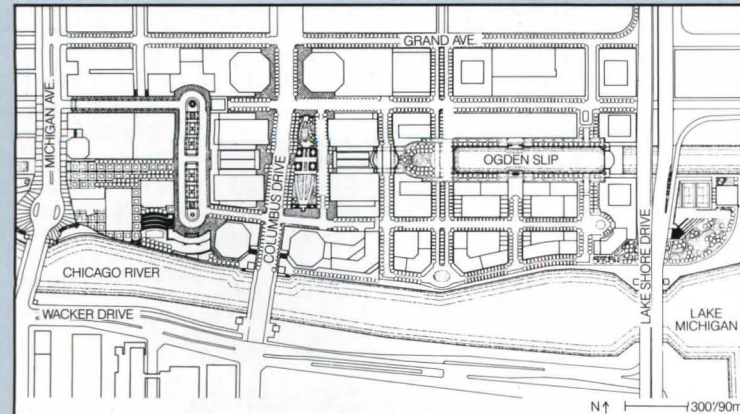 GRAND AVE.
MICHIGAN AVE.
COLUMBUS DRIVE
OGDEN SLIP
LAKE SHORE DRIVE
CHICAGO RIVER
WACKER DRIVE
LAKE
MICHIGAN
N↑ 300'/90m